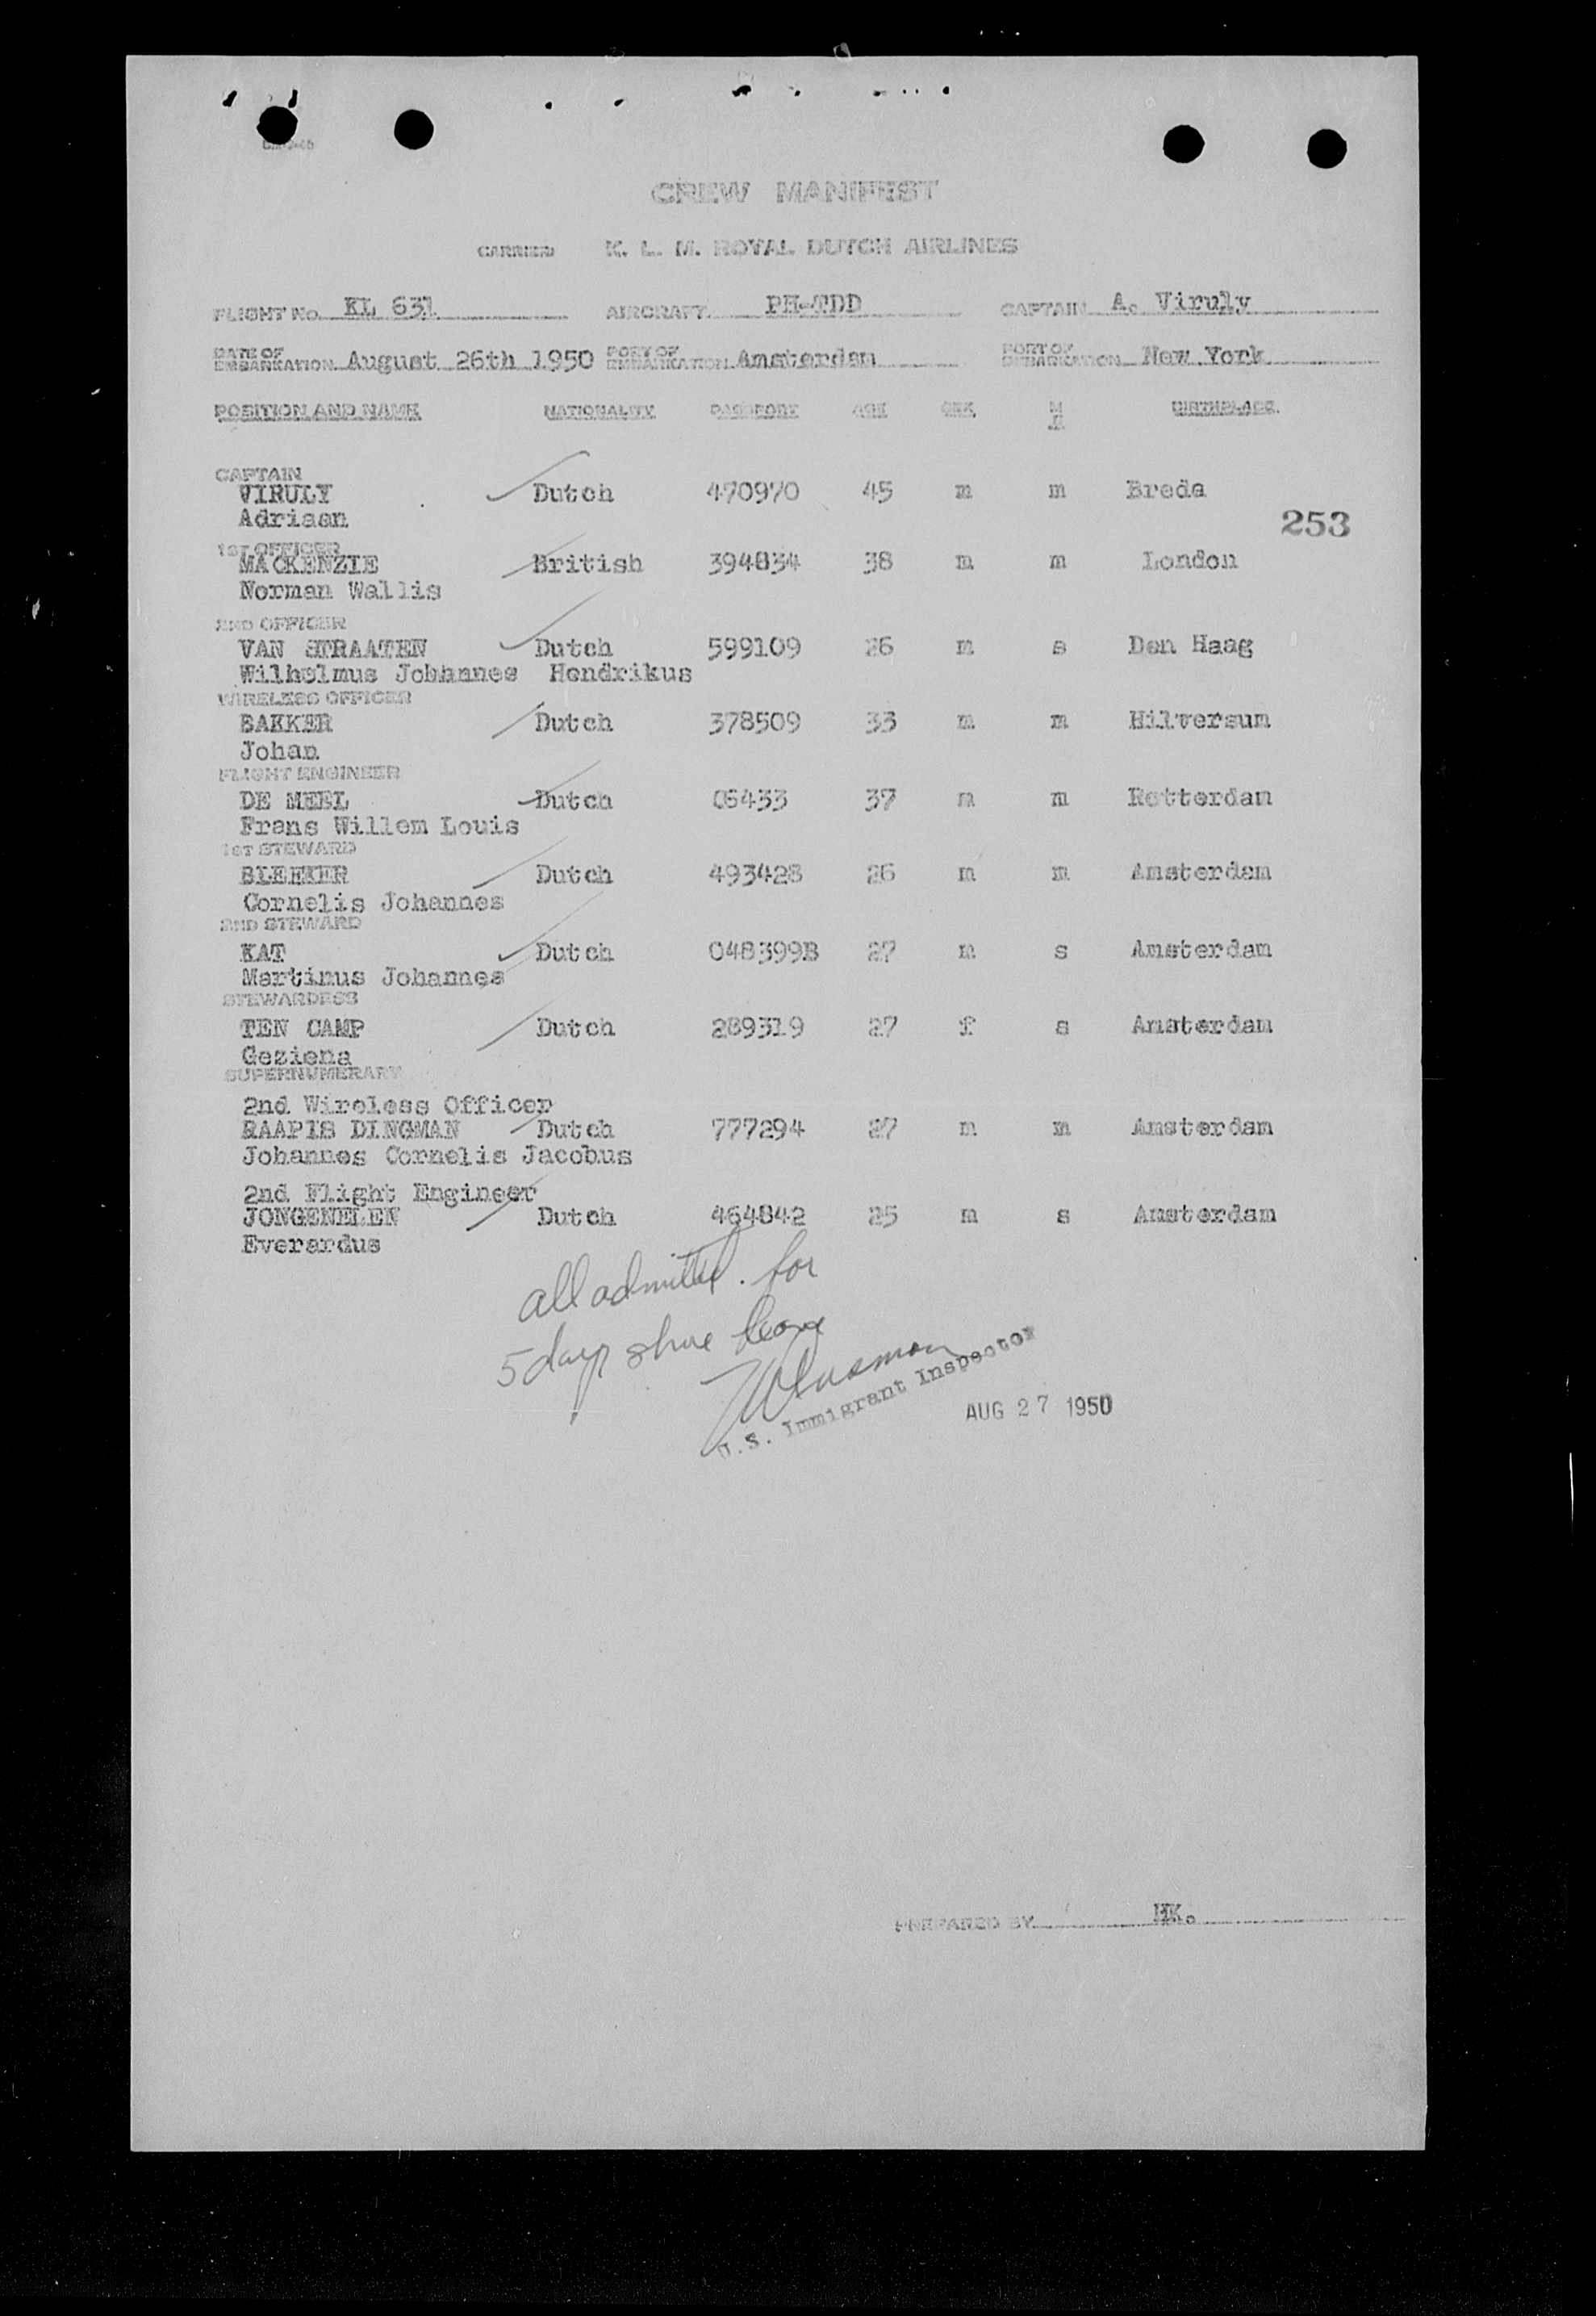 CREW MANIFEST
CARRIER K. L. M. ROYAL DUTCH AIRLINES
FLIGHT No. KL 631 AIRCRAFT PH-TDD CAPTAIN A. Viruly
DATE OF EMBARKATION August 26th 1950 PORT OF EMBARKATION Amsterdam PORT OF New York
POSITION AND NAME NATIONALITY PASSPORT AGE SEX M BIRTHPLACE
CAPTAIN
VIRULY Dutch 470970 45 m m Breda
Adriaan 253
1ST OFFICER
MACKENZIE British 394834 38 m m London
Norman Wallis
2ND OFFICER
VAN STRAATEN Dutch 599109 26 m s Den Haag
Wilhelmus Johannes Hendrikus
WIRELESS OFFICER
BAKKER Dutch 378509 33 m m Hilversum
Johan
FLIGHT ENGINEER
DE MEEL Dutch 06433 37 m m Rotterdam
Frans Willem Louis
1ST STEWARD
BLEEKER Dutch 493428 26 m m Amsterdam
Cornelis Johannes
2ND STEWARD
KAT Dutch 048399B 27 m s Amsterdam
Martinus Johannes
STEWARDESS
TEN CAMP Dutch 289319 27 f s Amsterdam
Geziena
SUPERNUMERARY
2nd Wireless Officer
RAAPIS DINGMAN Dutch 777294 27 m m Amsterdam
Johannes Cornelis Jacobus
2nd Flight Engineer
JONGENELEN Dutch 464842 25 m s Amsterdam
Everardus
all admitted for
5 days shore leave
U.S. Immigrant Inspector
AUG 27 1950
PREPARED BY HK.